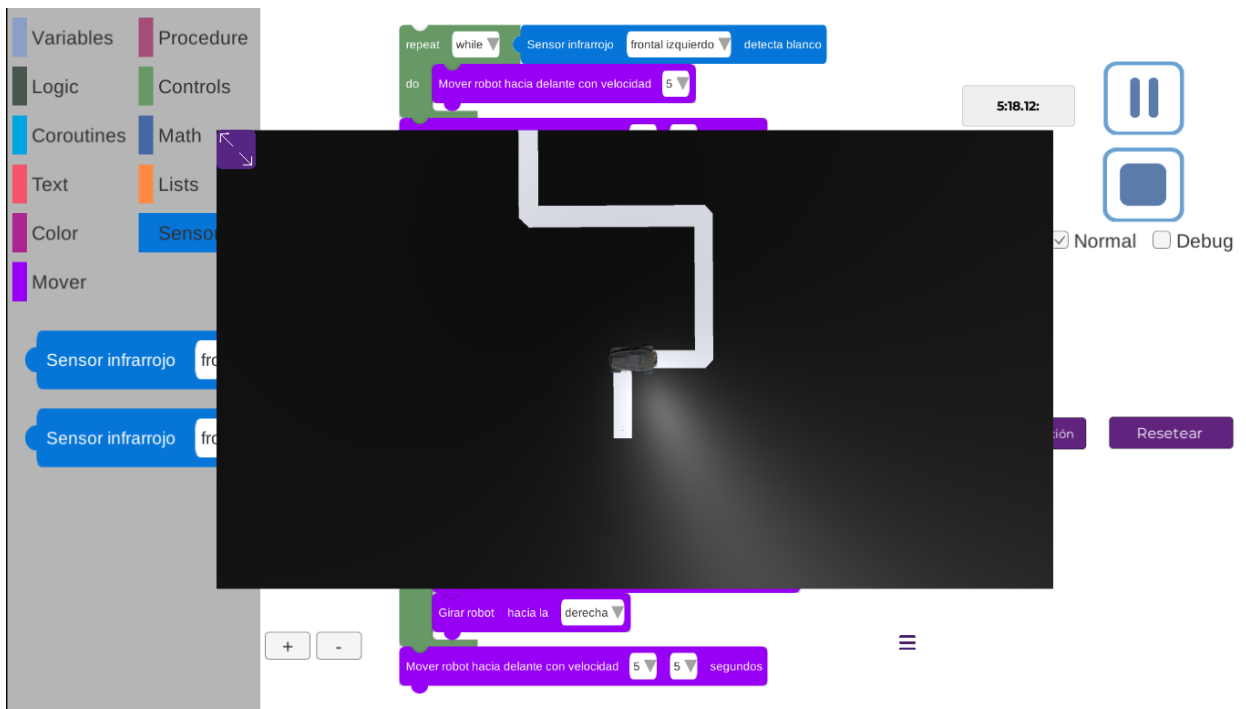 Variables
Procedure
Logic
Controls
Coroutines
Math
Text
Lists
Color
Mover
Sensor infrarrojo
Sensor infrarrojo
repeat while Sensor infrarrojo frontal izquierdo detecta blanco
do Mover robot hacia delante con velocidad 5
5:18.12:
Normal Debug
Resetear
Girar robot hacia la derecha
+ -
Mover robot hacia delante con velocidad 5 5 segundos